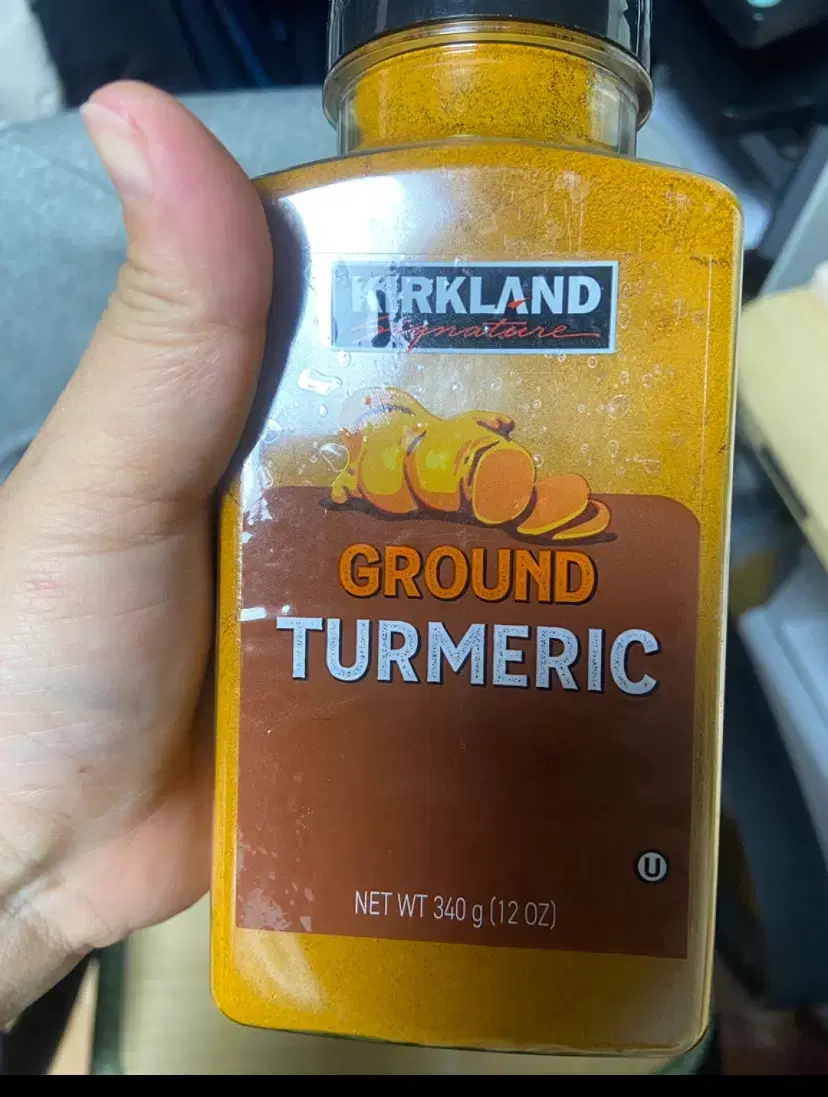 KIRKLAND
Signature
GROUND
TURMERIC
U
NET WT 340 g (12 OZ)